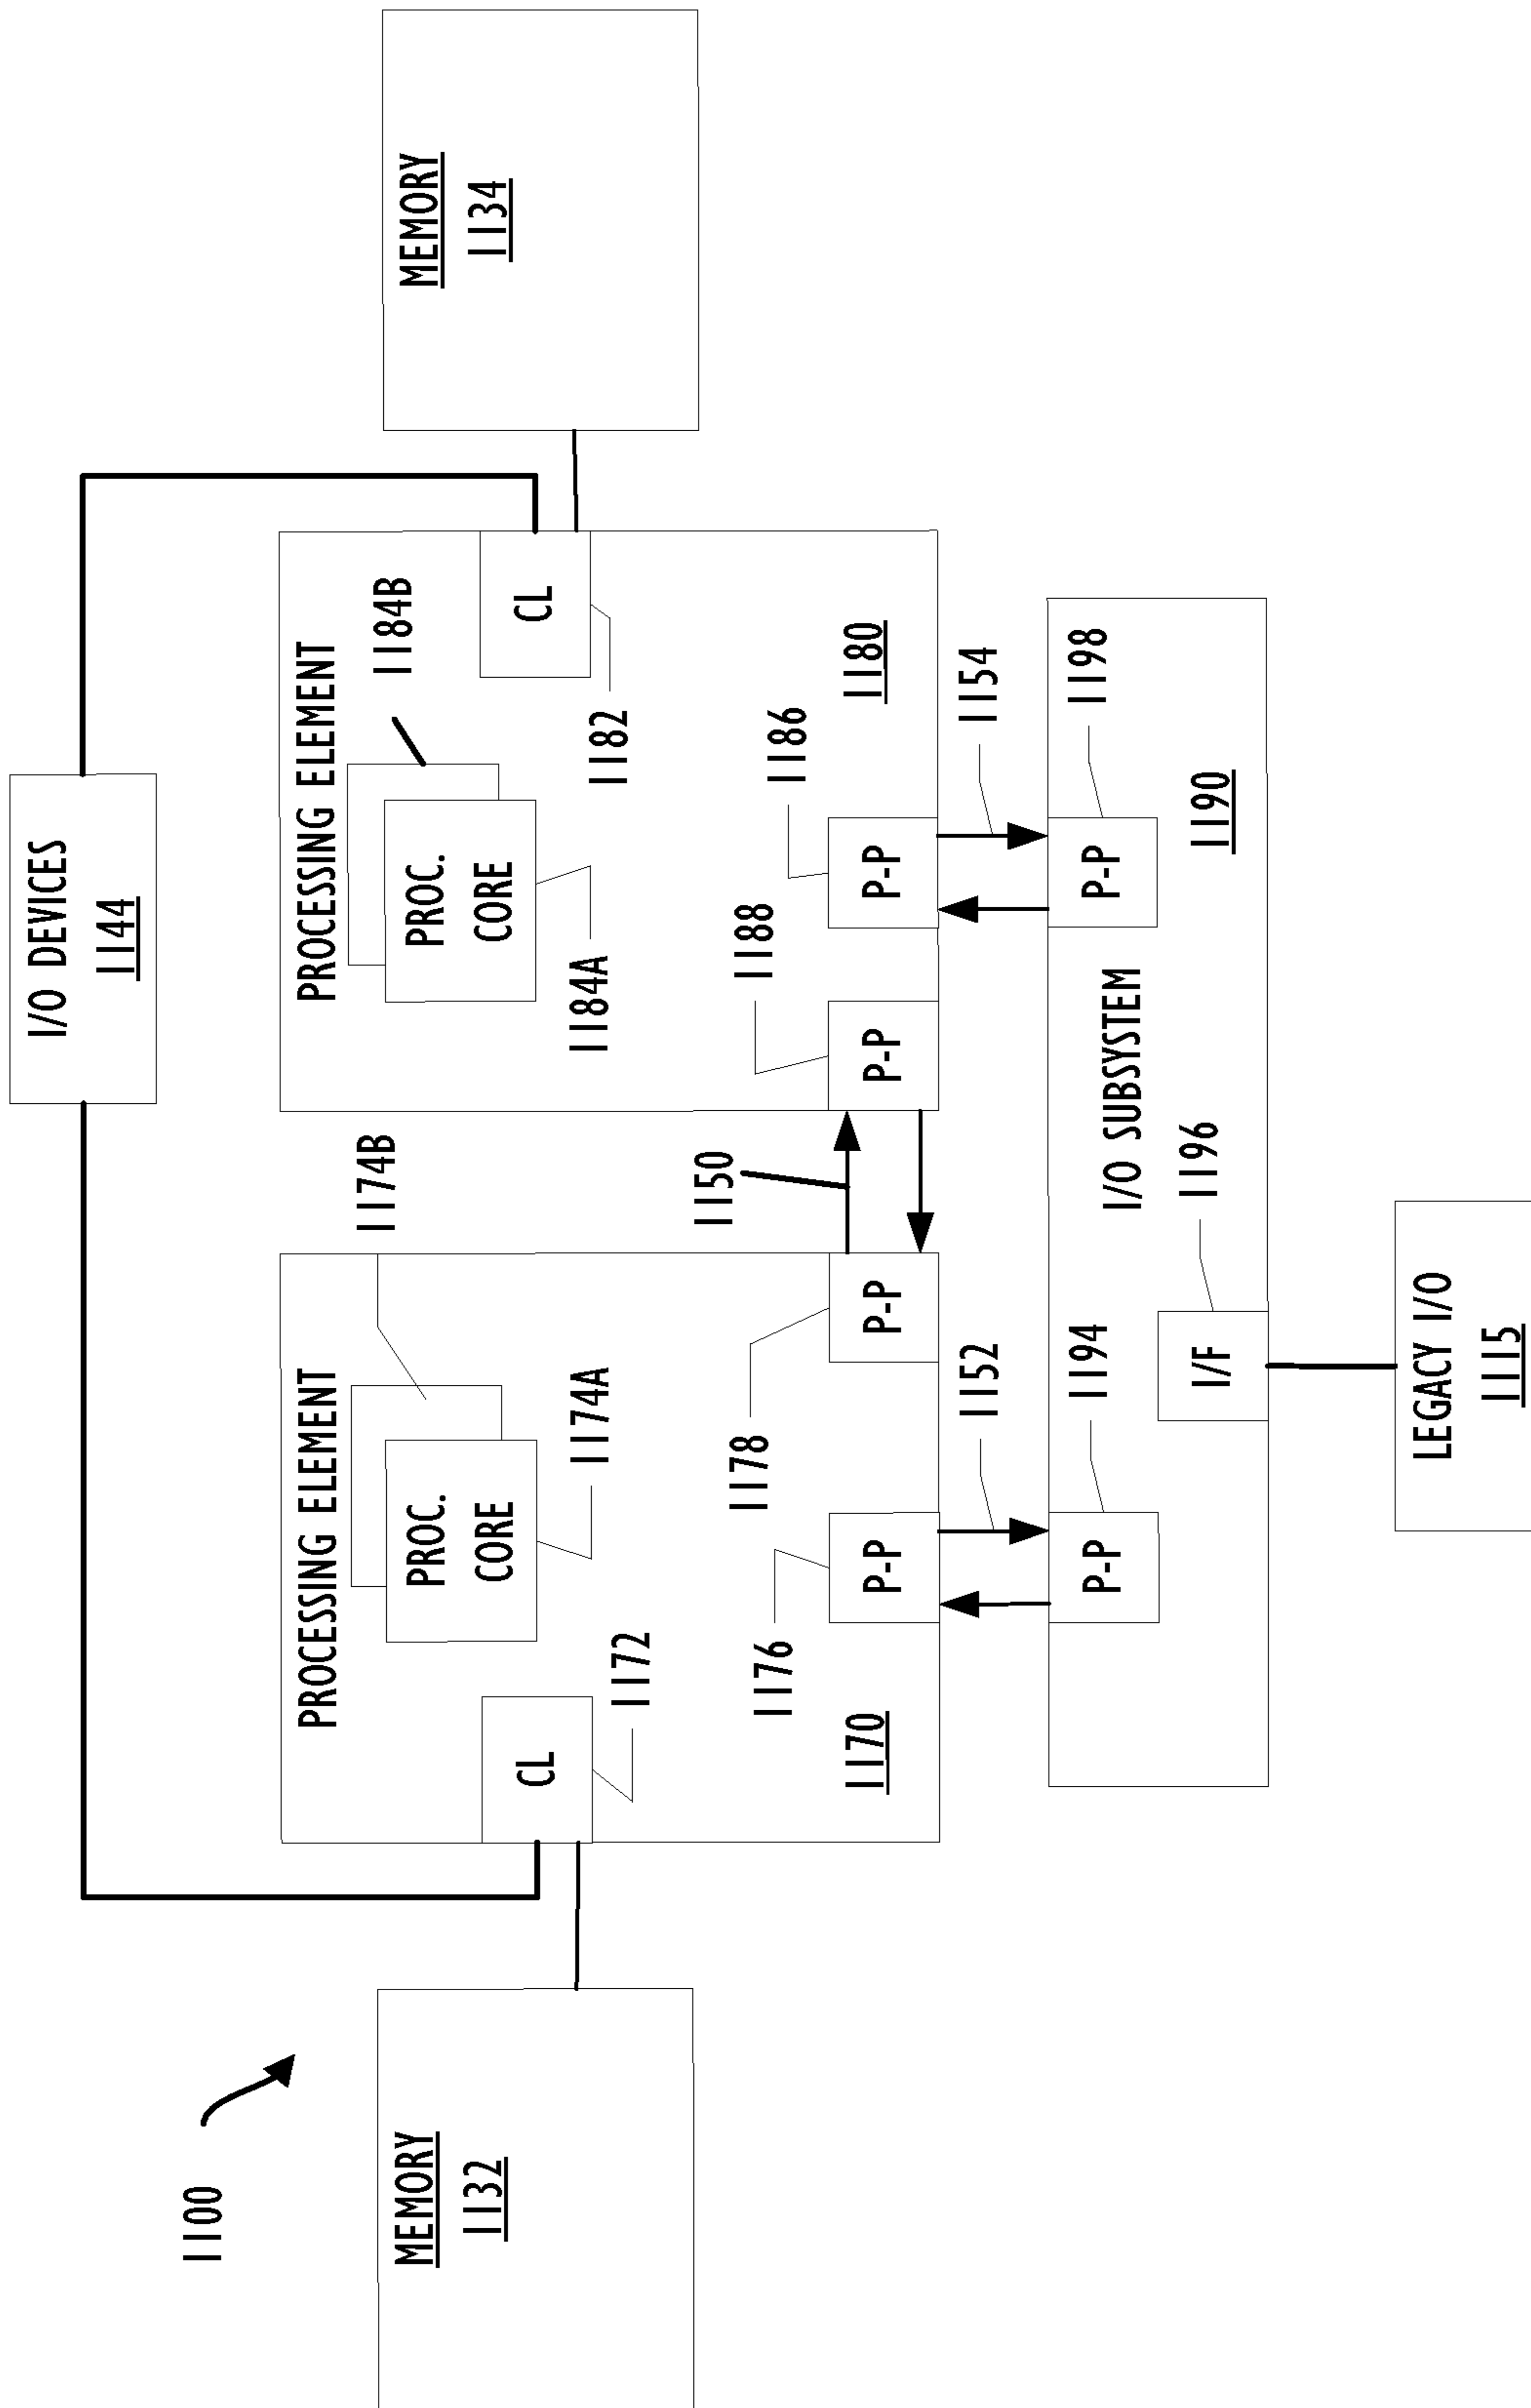 1100
I/O DEVICES
1144
MEMORY
1132
PROCESSING ELEMENT
1174B
PROC.
CORE
1174A
CL
1172
1178
1176
P-P
P-P
1170
1150
PROCESSING ELEMENT
1184B
PROC.
CORE
1184A
CL
1182
1188
1186
P-P
P-P
1180
MEMORY
1134
1152
1154
P-P
1194
P-P
1198
I/O SUBSYSTEM
1190
I/F
1196
LEGACY I/O
1115